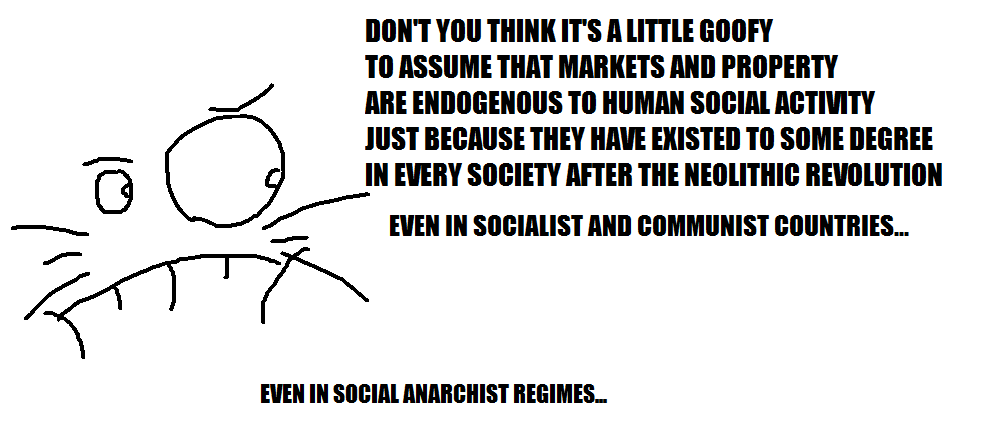 DON'T YOU THINK IT'S A LITTLE GOOFY
TO ASSUME THAT MARKETS AND PROPERTY
ARE ENDOGENOUS TO HUMAN SOCIAL ACTIVITY
JUST BECAUSE THEY HAVE EXISTED TO SOME DEGREE
IN EVERY SOCIETY AFTER THE NEOLITHIC REVOLUTION
EVEN IN SOCIALIST AND COMMUNIST COUNTRIES...
EVEN IN SOCIAL ANARCHIST REGIMES...